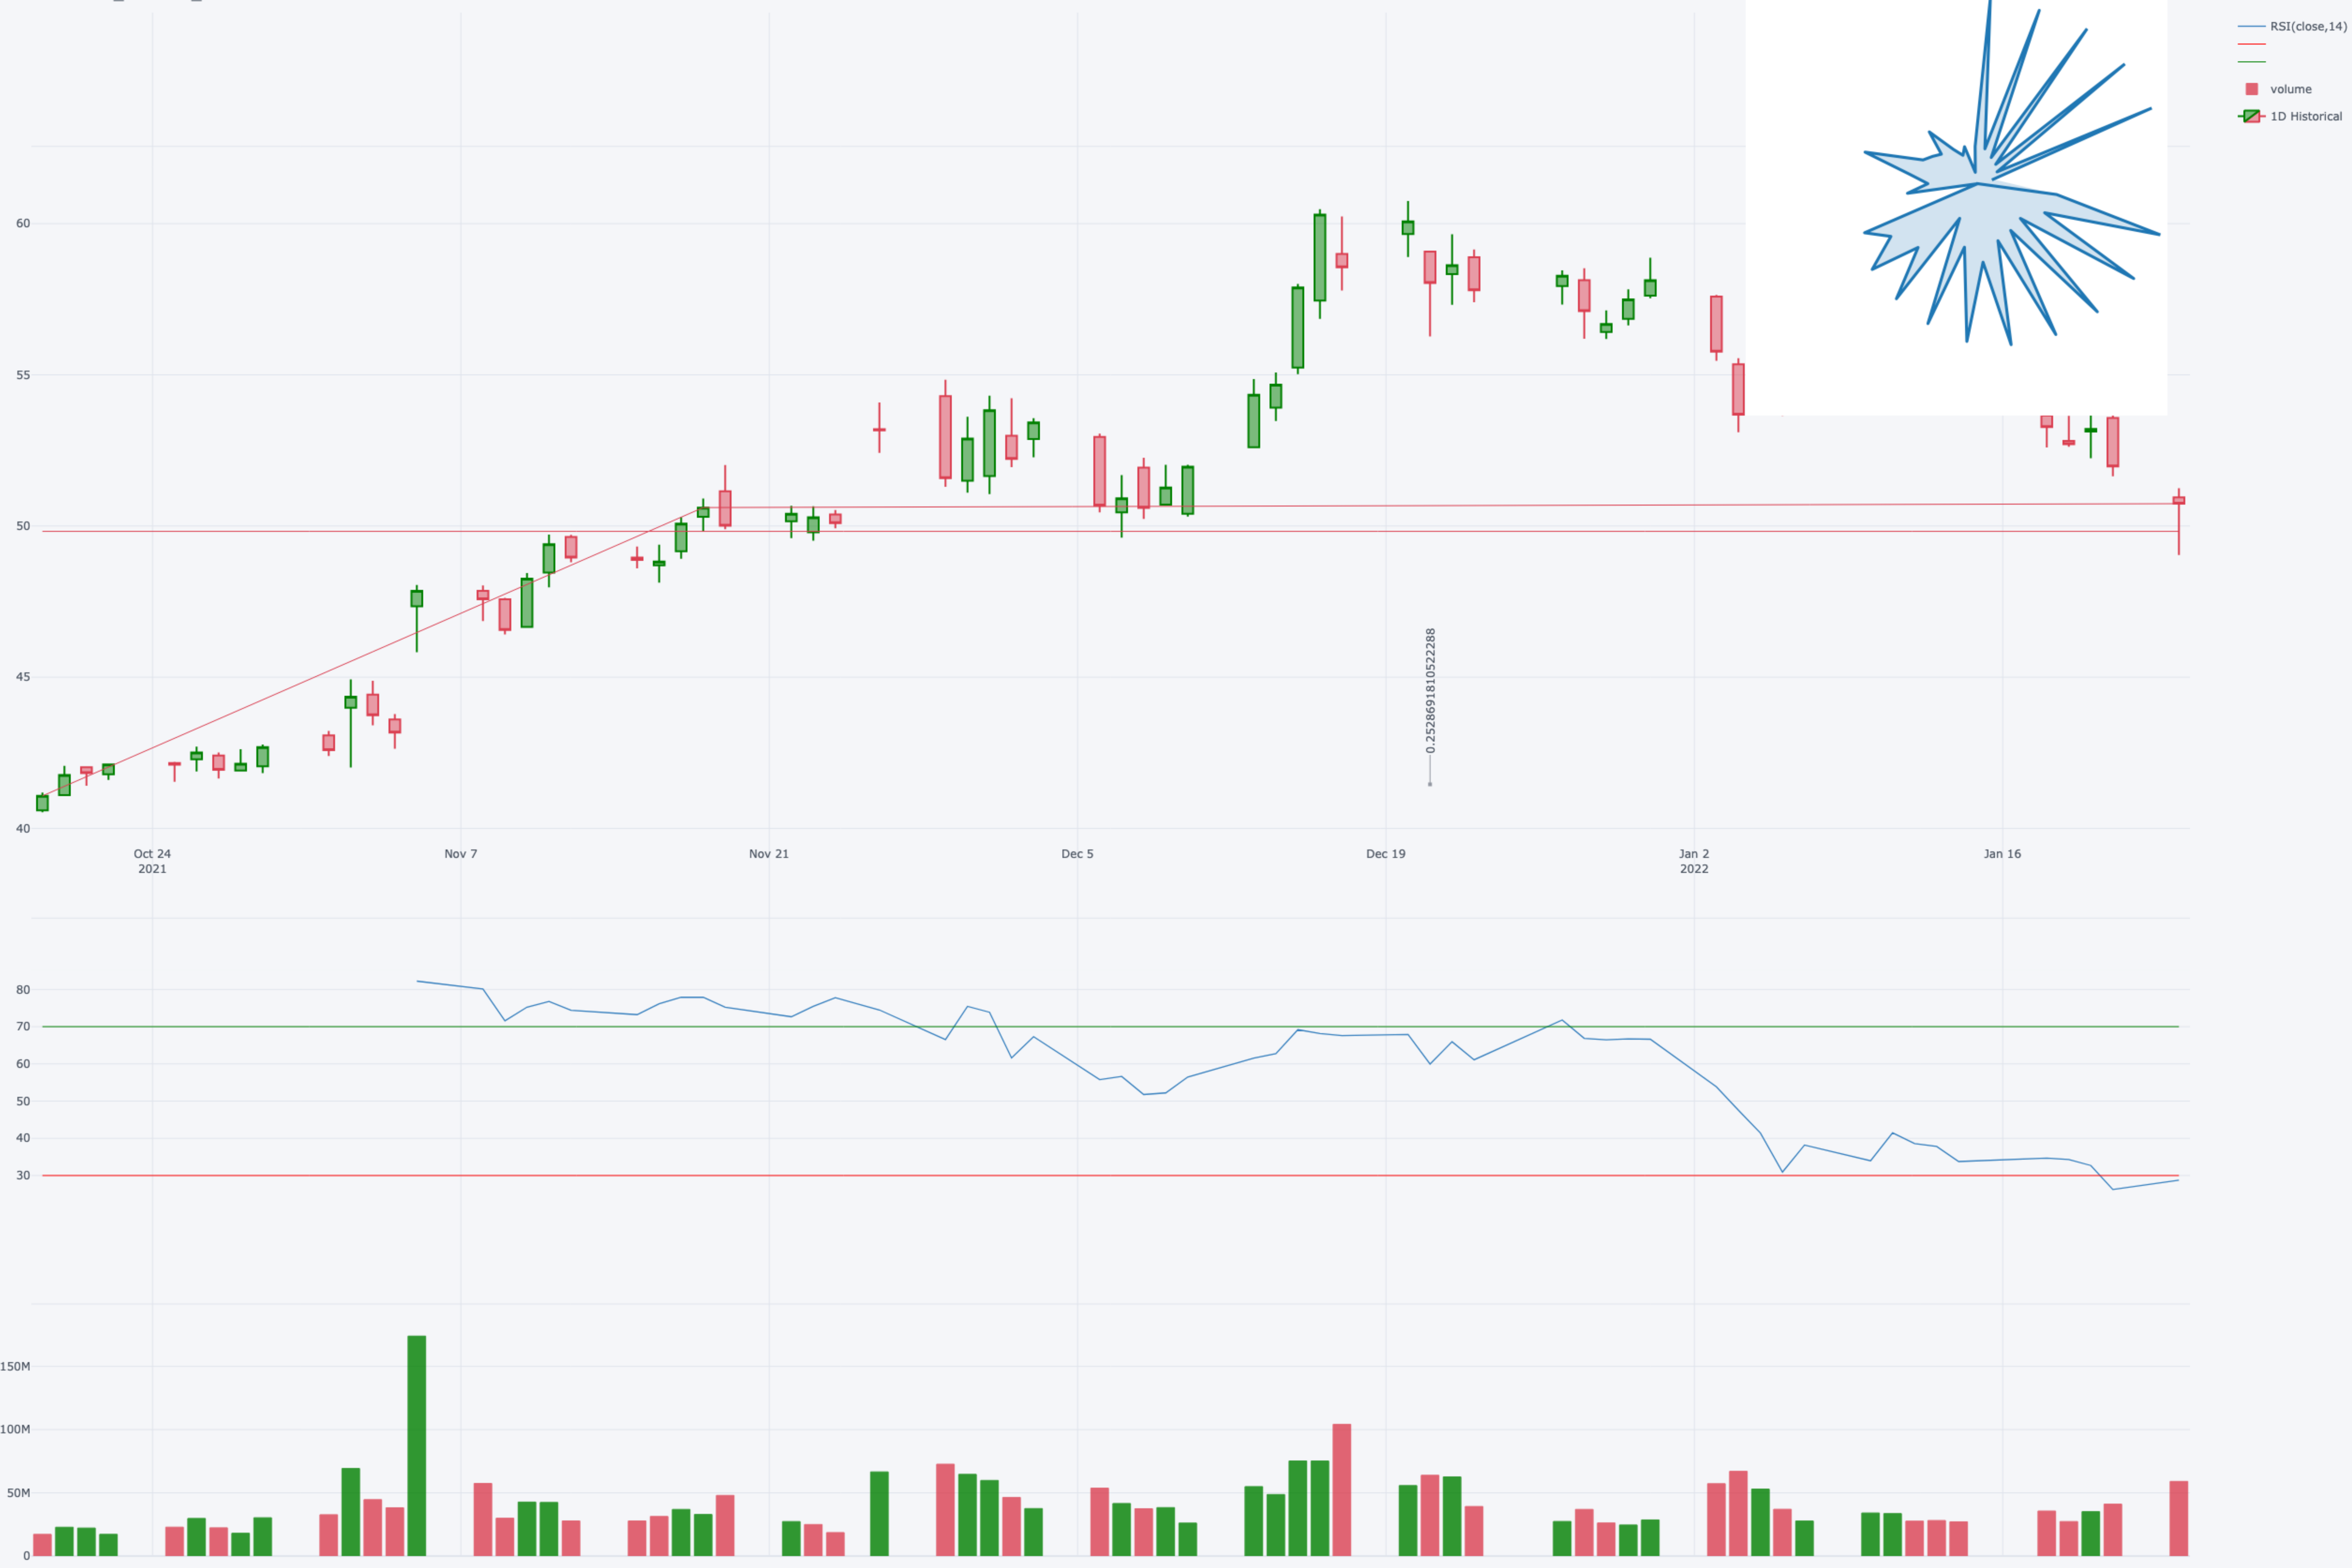 RSI(close,14)
volume
1D Historical
60
55
50
45
40
0.2528691810522288
Oct 24
2021
Nov 7
Nov 21
Dec 5
Dec 19
Jan 2
2022
Jan 16
80
70
60
50
40
30
150M
100M
50M
0